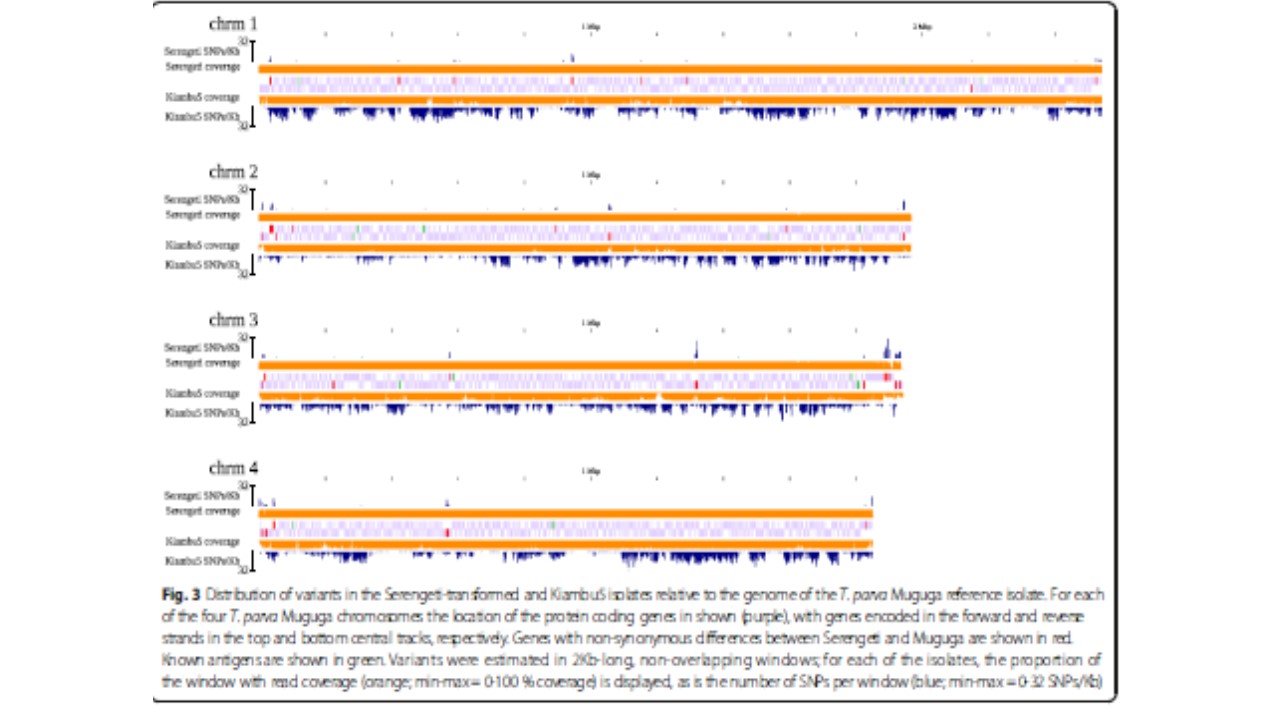 chrm 1
1 Mbp
2 Mbp
32
Serengeti SNPs/Kb
Serengeti coverage
Kiambu5 coverage
Kiambu5 SNPs/Kb
32
chrm 2
1 Mbp
32
Serengeti SNPs/Kb
Serengeti coverage
Kiambu5 coverage
Kiambu5 SNPs/Kb
32
chrm 3
1 Mbp
32
Serengeti SNPs/Kb
Serengeti coverage
Kiambu5 coverage
Kiambu5 SNPs/Kb
32
chrm 4
1 Mbp
32
Serengeti SNPs/Kb
Serengeti coverage
Kiambu5 coverage
Kiambu5 SNPs/Kb
32
Fig. 3 Distribution of variants in the Serengeti-transformed and Kiambu5 isolates relative to the genome of the T. parva Muguga reference isolate. For each
of the four T. parva Muguga chromosomes the location of the protein coding genes in shown (purple), with genes encoded in the forward and reverse
strands in the top and bottom central tracks, respectively. Genes with non-synonymous differences between Serengeti and Muguga are shown in red.
Known antigens are shown in green. Variants were estimated in 2Kb-long, non-overlapping windows; for each of the isolates, the proportion of
the window with read coverage (orange; min-max = 0-100 % coverage) is displayed, as is the number of SNPs per window (blue; min-max = 0-32 SNPs/Kb)